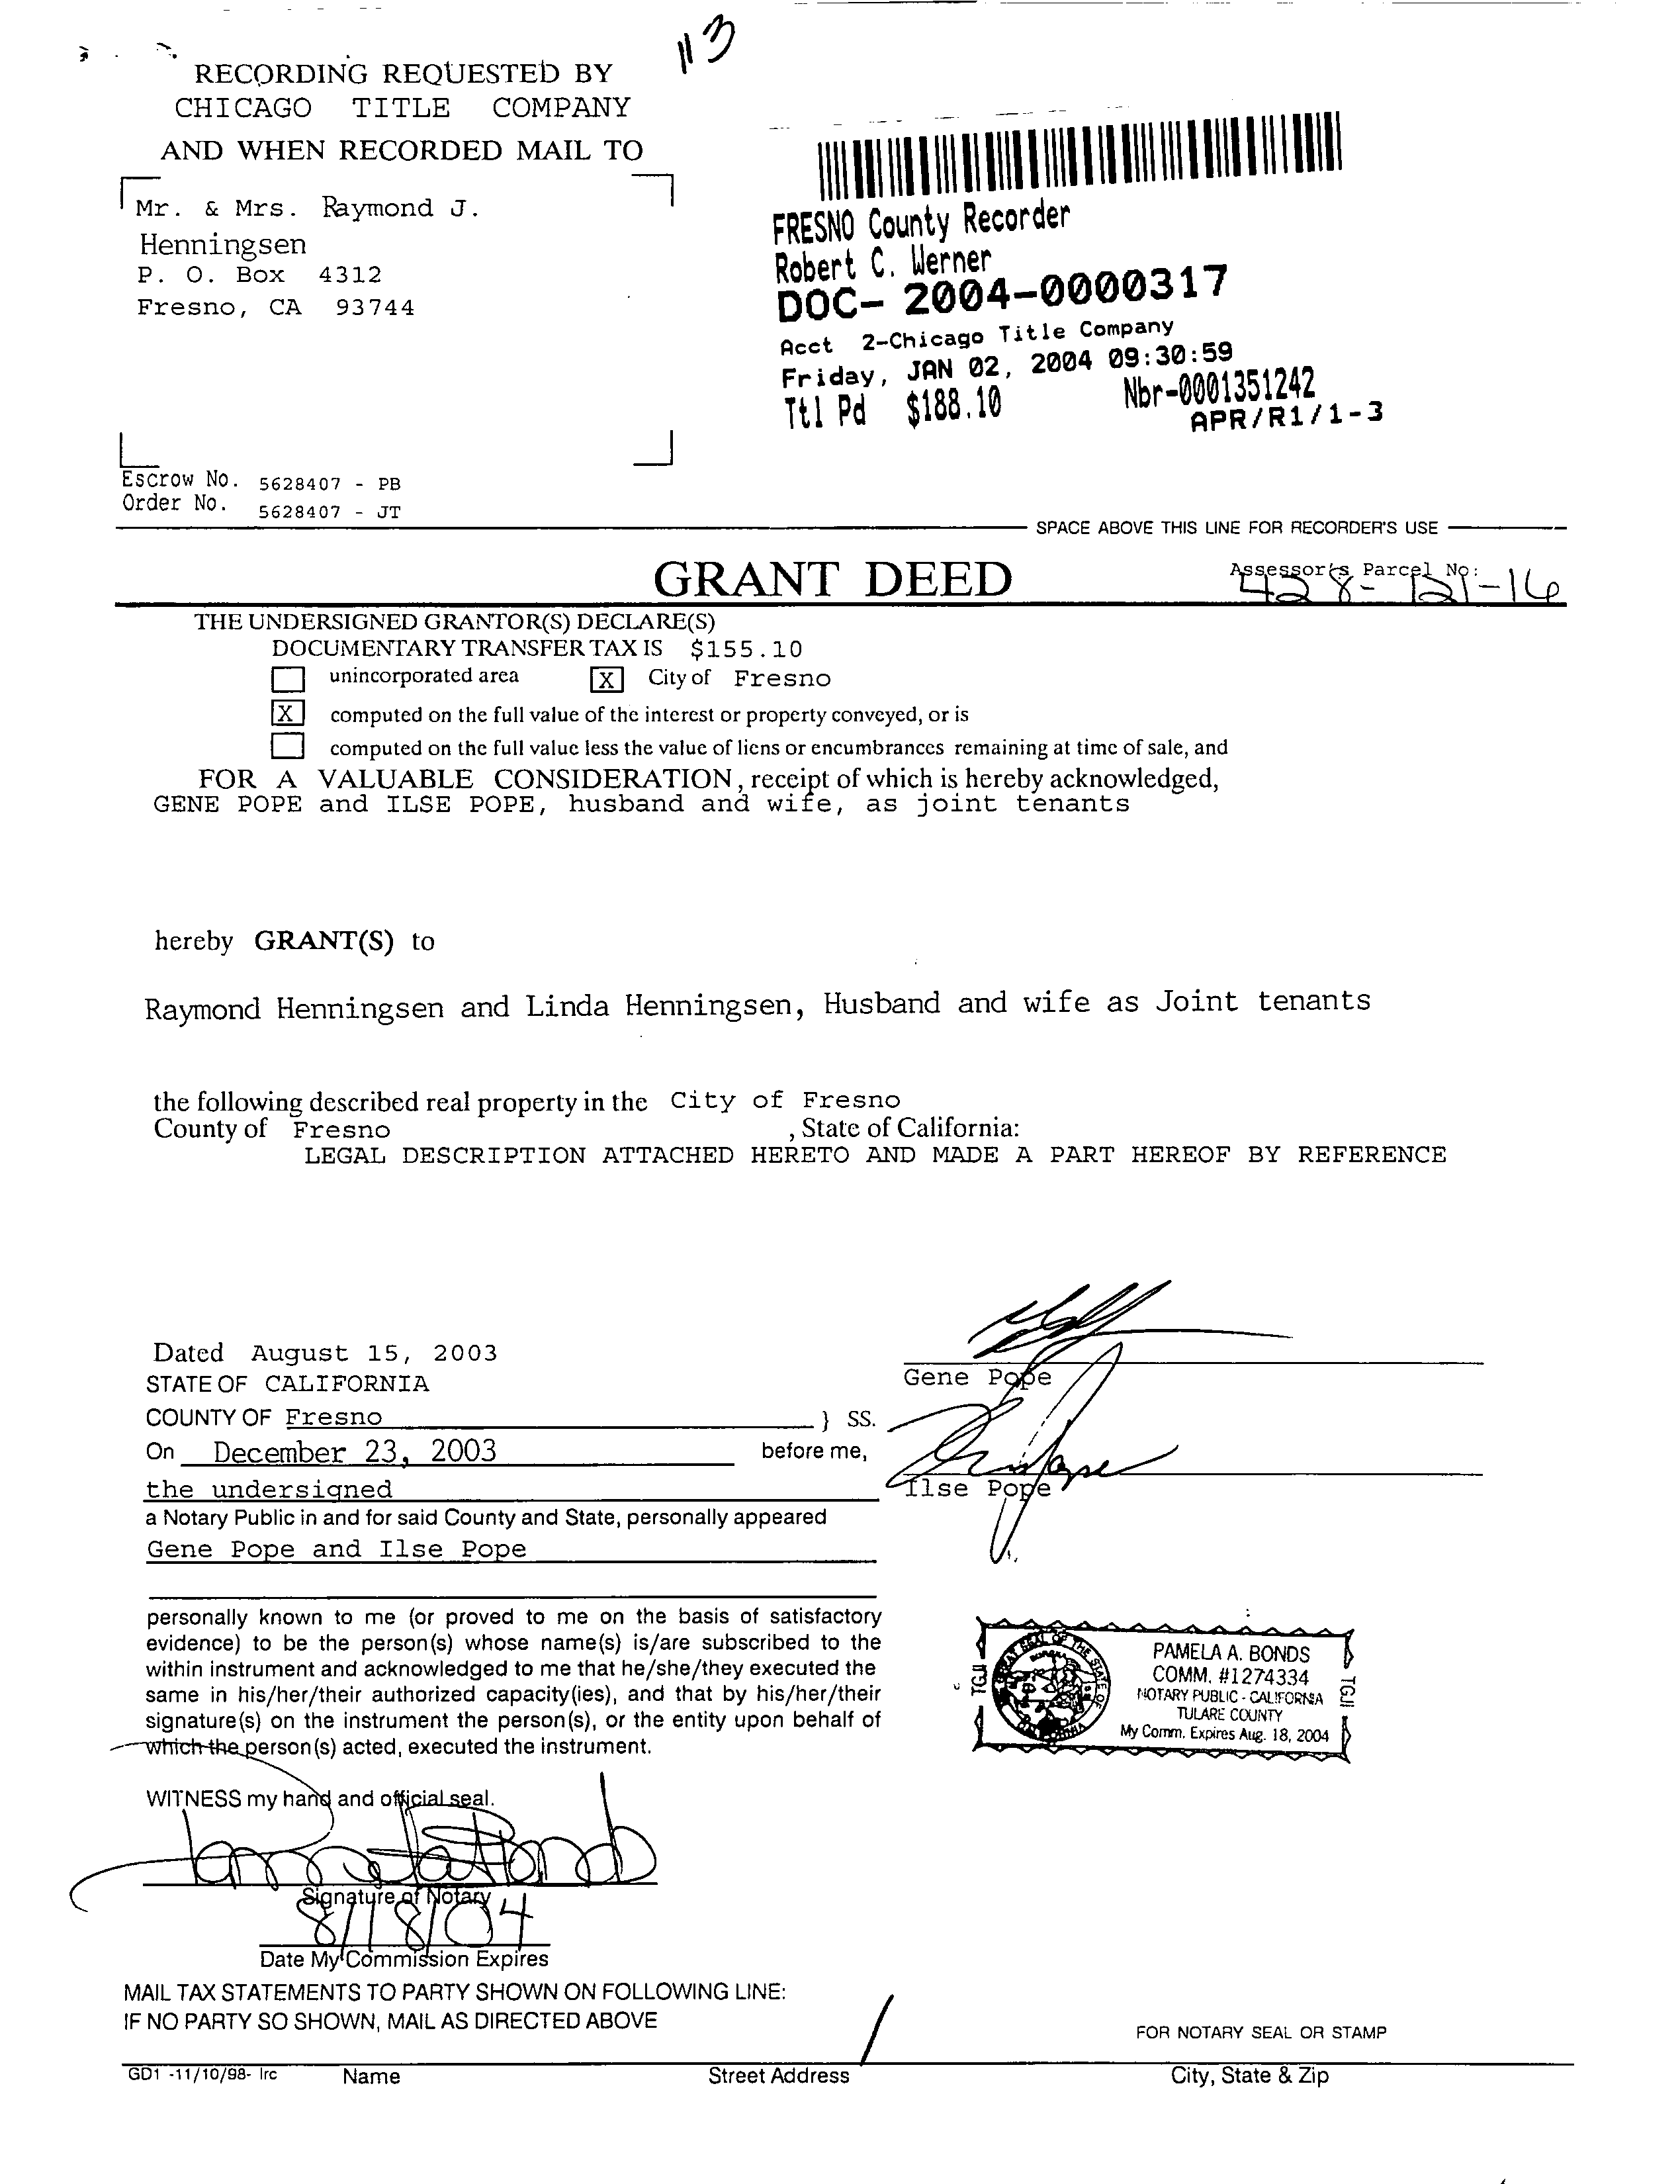 113
RECORDING REQUESTED BY
CHICAGO TITLE COMPANY
AND WHEN RECORDED MAIL TO
Mr. & Mrs. Raymond J.
Henningsen
P. O. Box 4312
Fresno, CA 93744
FRESNO County Recorder
Robert C. Werner
DOC- 2004-0000317
Acct 2-Chicago Title Company
Friday, JAN 02, 2004 09:30:59
Ttl Pd $188.10 Nbr-0001351242
APR/R1/1-3
Escrow No. 5628407 - PB
Order No. 5628407 - JT
SPACE ABOVE THIS LINE FOR RECORDER'S USE
GRANT DEED
Assessor's Parcel No:
428-121-16
THE UNDERSIGNED GRANTOR(S) DECLARE(S)
DOCUMENTARY TRANSFER TAX IS $155.10
unincorporated area X City of Fresno
X computed on the full value of the interest or property conveyed, or is
computed on the full value less the value of liens or encumbrances remaining at time of sale, and
FOR A VALUABLE CONSIDERATION, receipt of which is hereby acknowledged,
GENE POPE and ILSE POPE, husband and wife, as joint tenants
hereby GRANT(S) to
Raymond Henningsen and Linda Henningsen, Husband and wife as Joint tenants
the following described real property in the City of Fresno
County of Fresno , State of California:
LEGAL DESCRIPTION ATTACHED HERETO AND MADE A PART HEREOF BY REFERENCE
Dated August 15, 2003
STATE OF CALIFORNIA
Gene Pope
COUNTY OF Fresno } SS.
On December 23, 2003 before me,
the undersigned
Ilse Pope
a Notary Public in and for said County and State, personally appeared
Gene Pope and Ilse Pope
personally known to me (or proved to me on the basis of satisfactory
evidence) to be the person(s) whose name(s) is/are subscribed to the
within instrument and acknowledged to me that he/she/they executed the
same in his/her/their authorized capacity(ies), and that by his/her/their
signature(s) on the instrument the person(s), or the entity upon behalf of
which the person(s) acted, executed the instrument.
TGJI
PAMELA A. BONDS
COMM. #1274334
NOTARY PUBLIC - CALIFORNIA
TULARE COUNTY
My Comm. Expires Aug. 18, 2004
TGJI
WITNESS my hand and official seal.
Signature of Notary
8/18/04
Date My Commission Expires
MAIL TAX STATEMENTS TO PARTY SHOWN ON FOLLOWING LINE:
IF NO PARTY SO SHOWN, MAIL AS DIRECTED ABOVE
FOR NOTARY SEAL OR STAMP
GD1 -11/10/98- lrc Name Street Address City, State & Zip